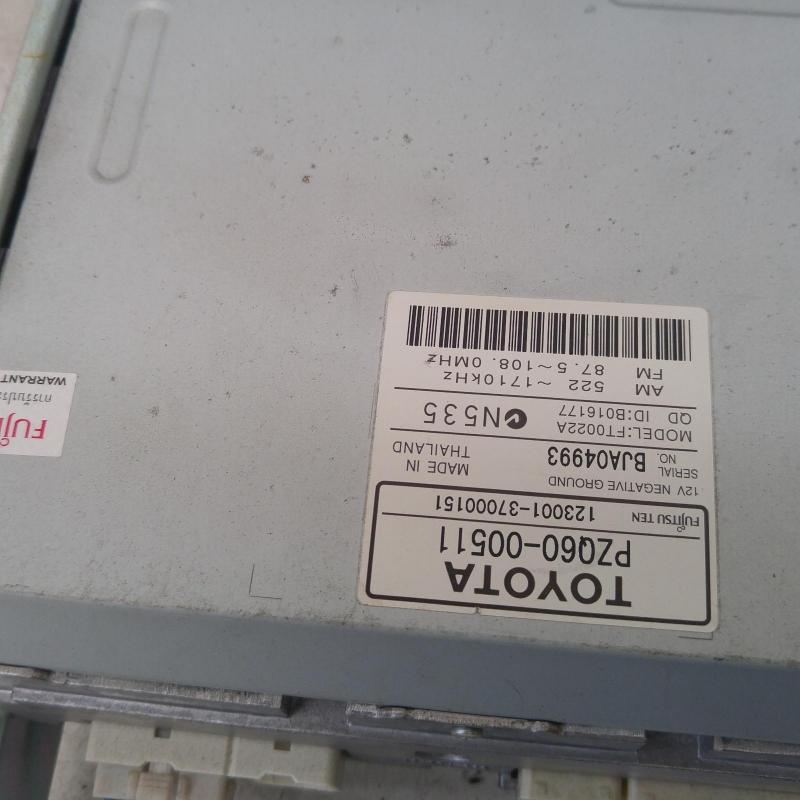 TOYOTA
PZQ60-00511
FUJITSU TEN 123001-37000151
12V NEGATIVE GROUND
SERIAL NO. BJA04993 MADE IN THAILAND
MODEL:FT0022A
QD ID:B016177 N535
AM 522 ~1710kHz
FM 87.5~108.0MHz
FUJI
WARRANT